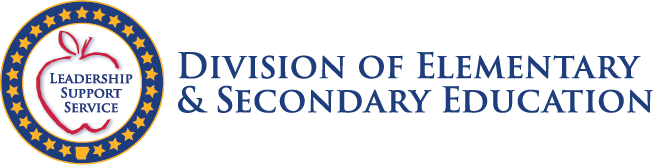 LEADERSHIP
SUPPORT
SERVICE
DIVISION OF ELEMENTARY
& SECONDARY EDUCATION